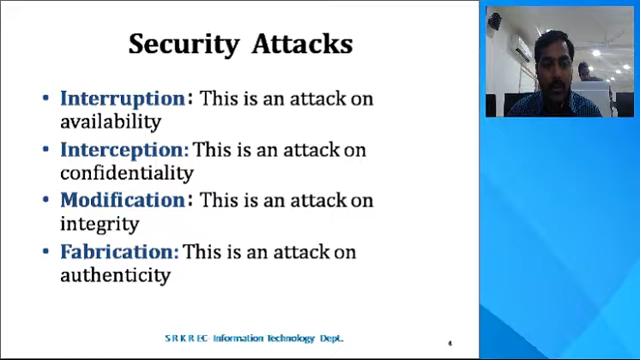 Security Attacks
• Interruption: This is an attack on
availability
• Interception: This is an attack on
confidentiality
• Modification: This is an attack on
integrity
• Fabrication: This is an attack on
authenticity
S R K R EC Information Technology Dept.
4